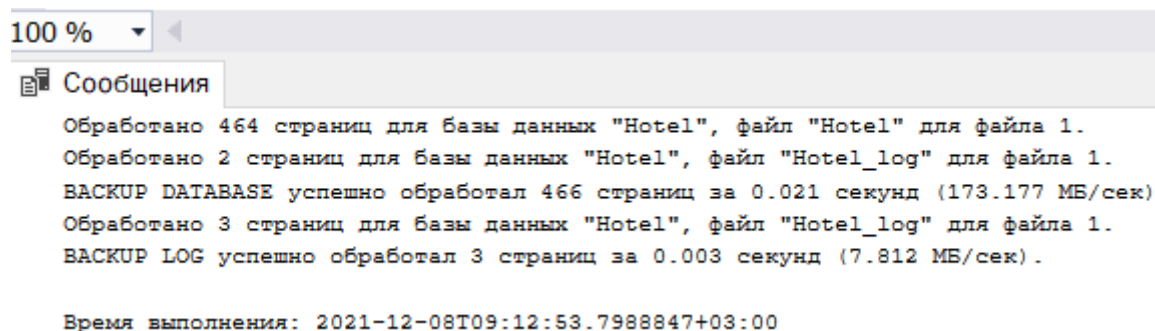 100 %
Сообщения
Обработано 464 страниц для базы данных "Hotel", файл "Hotel" для файла 1.
Обработано 2 страниц для базы данных "Hotel", файл "Hotel_log" для файла 1.
BACKUP DATABASE успешно обработал 466 страниц за 0.021 секунд (173.177 МБ/сек)
Обработано 3 страниц для базы данных "Hotel", файл "Hotel_log" для файла 1.
BACKUP LOG успешно обработал 3 страниц за 0.003 секунд (7.812 МБ/сек).
Время выполнения: 2021-12-08T09:12:53.7988847+03:00